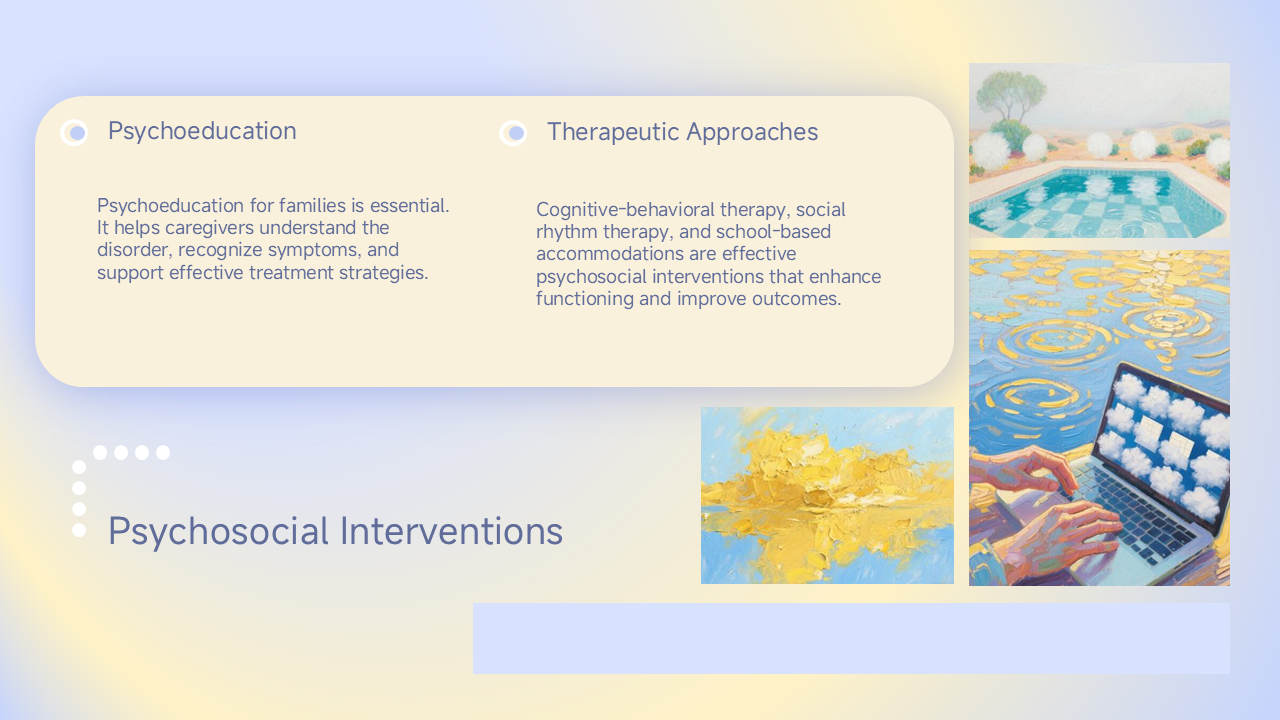 Psychoeducation
Psychoeducation for families is essential.
It helps caregivers understand the
disorder, recognize symptoms, and
support effective treatment strategies.
Therapeutic Approaches
Cognitive-behavioral therapy, social
rhythm therapy, and school-based
accommodations are effective
psychosocial interventions that enhance
functioning and improve outcomes.
Psychosocial Interventions